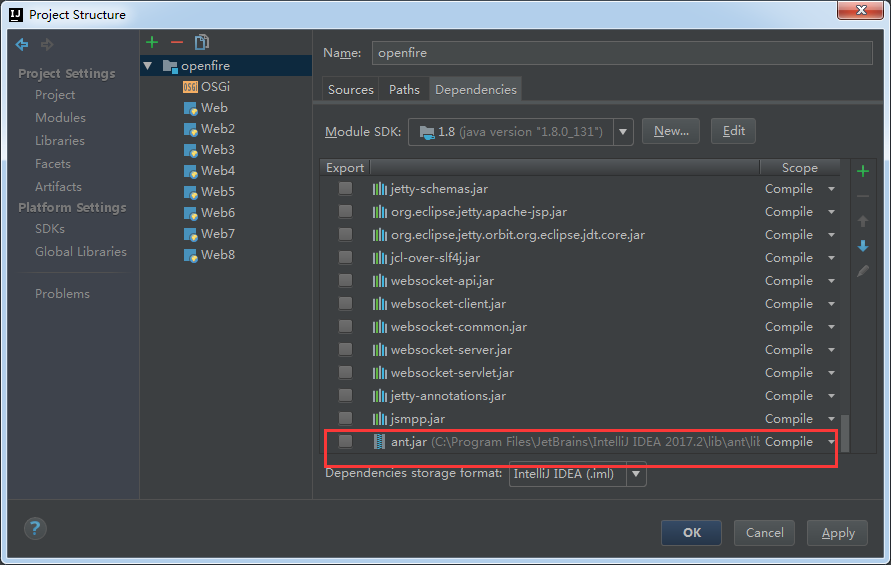 Project Structure
Project Settings
Project
Modules
Libraries
Facets
Artifacts
Platform Settings
SDKs
Global Libraries
Problems
openfire
OSGi
Web
Web2
Web3
Web4
Web5
Web6
Web7
Web8
Name: openfire
Sources Paths Dependencies
Module SDK: 1.8 (java version "1.8.0_131") New... Edit
Export Scope
jetty-schemas.jar Compile
org.eclipse.jetty.apache-jsp.jar Compile
org.eclipse.jetty.orbit.org.eclipse.jdt.core.jar Compile
jcl-over-slf4j.jar Compile
websocket-api.jar Compile
websocket-client.jar Compile
websocket-common.jar Compile
websocket-server.jar Compile
websocket-servlet.jar Compile
jetty-annotations.jar Compile
jsmpp.jar Compile
ant.jar (C:\Program Files\JetBrains\IntelliJ IDEA 2017.2\lib\ant\lib Compile
Dependencies storage format: IntelliJ IDEA (.iml)
? OK Cancel Apply